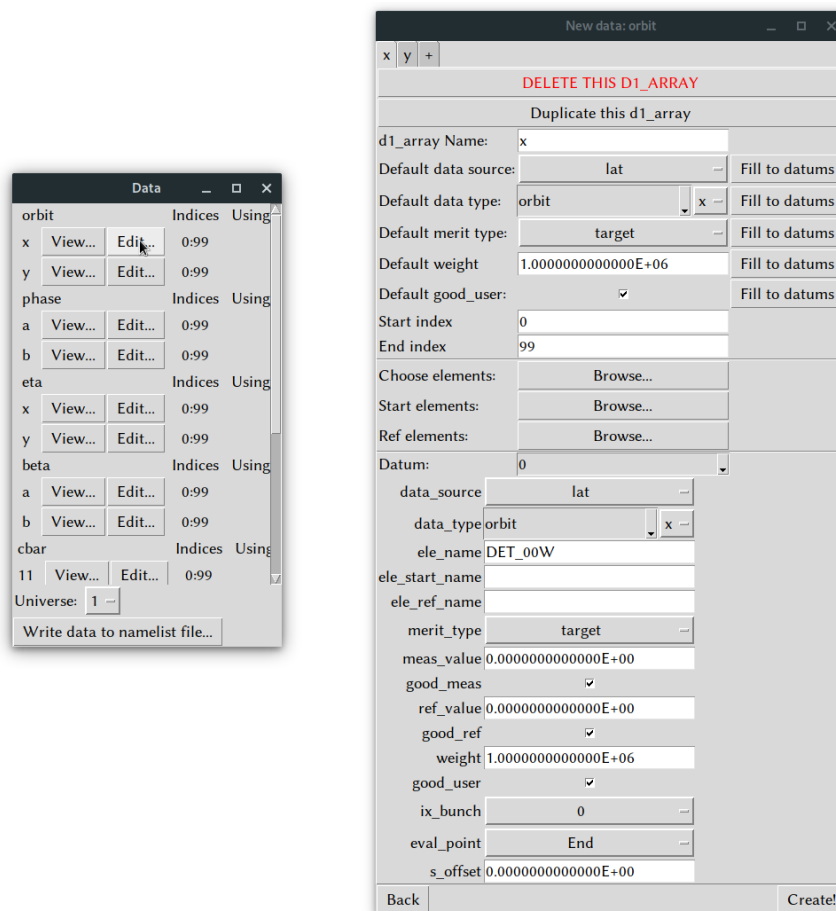 Data
orbit Indices Using
x View... Edit... 0:99
y View... Edit... 0:99
phase Indices Using
a View... Edit... 0:99
b View... Edit... 0:99
eta Indices Using
x View... Edit... 0:99
y View... Edit... 0:99
beta Indices Using
a View... Edit... 0:99
b View... Edit... 0:99
cbar Indices Using
11 View... Edit... 0:99
Universe: 1
Write data to namelist file...
New data: orbit
x y +
DELETE THIS D1_ARRAY
Duplicate this d1_array
d1_array Name: x
Default data source: lat Fill to datums
Default data type: orbit x Fill to datums
Default merit type: target Fill to datums
Default weight 1.0000000000000E+06 Fill to datums
Default good_user: Fill to datums
Start index 0
End index 99
Choose elements: Browse...
Start elements: Browse...
Ref elements: Browse...
Datum: 0
data_source lat
data_type orbit x
ele_name DET_00W
ele_start_name
ele_ref_name
merit_type target
meas_value 0.0000000000000E+00
good_meas
ref_value 0.0000000000000E+00
good_ref
weight 1.0000000000000E+06
good_user
ix_bunch 0
eval_point End
s_offset 0.0000000000000E+00
Back Create!